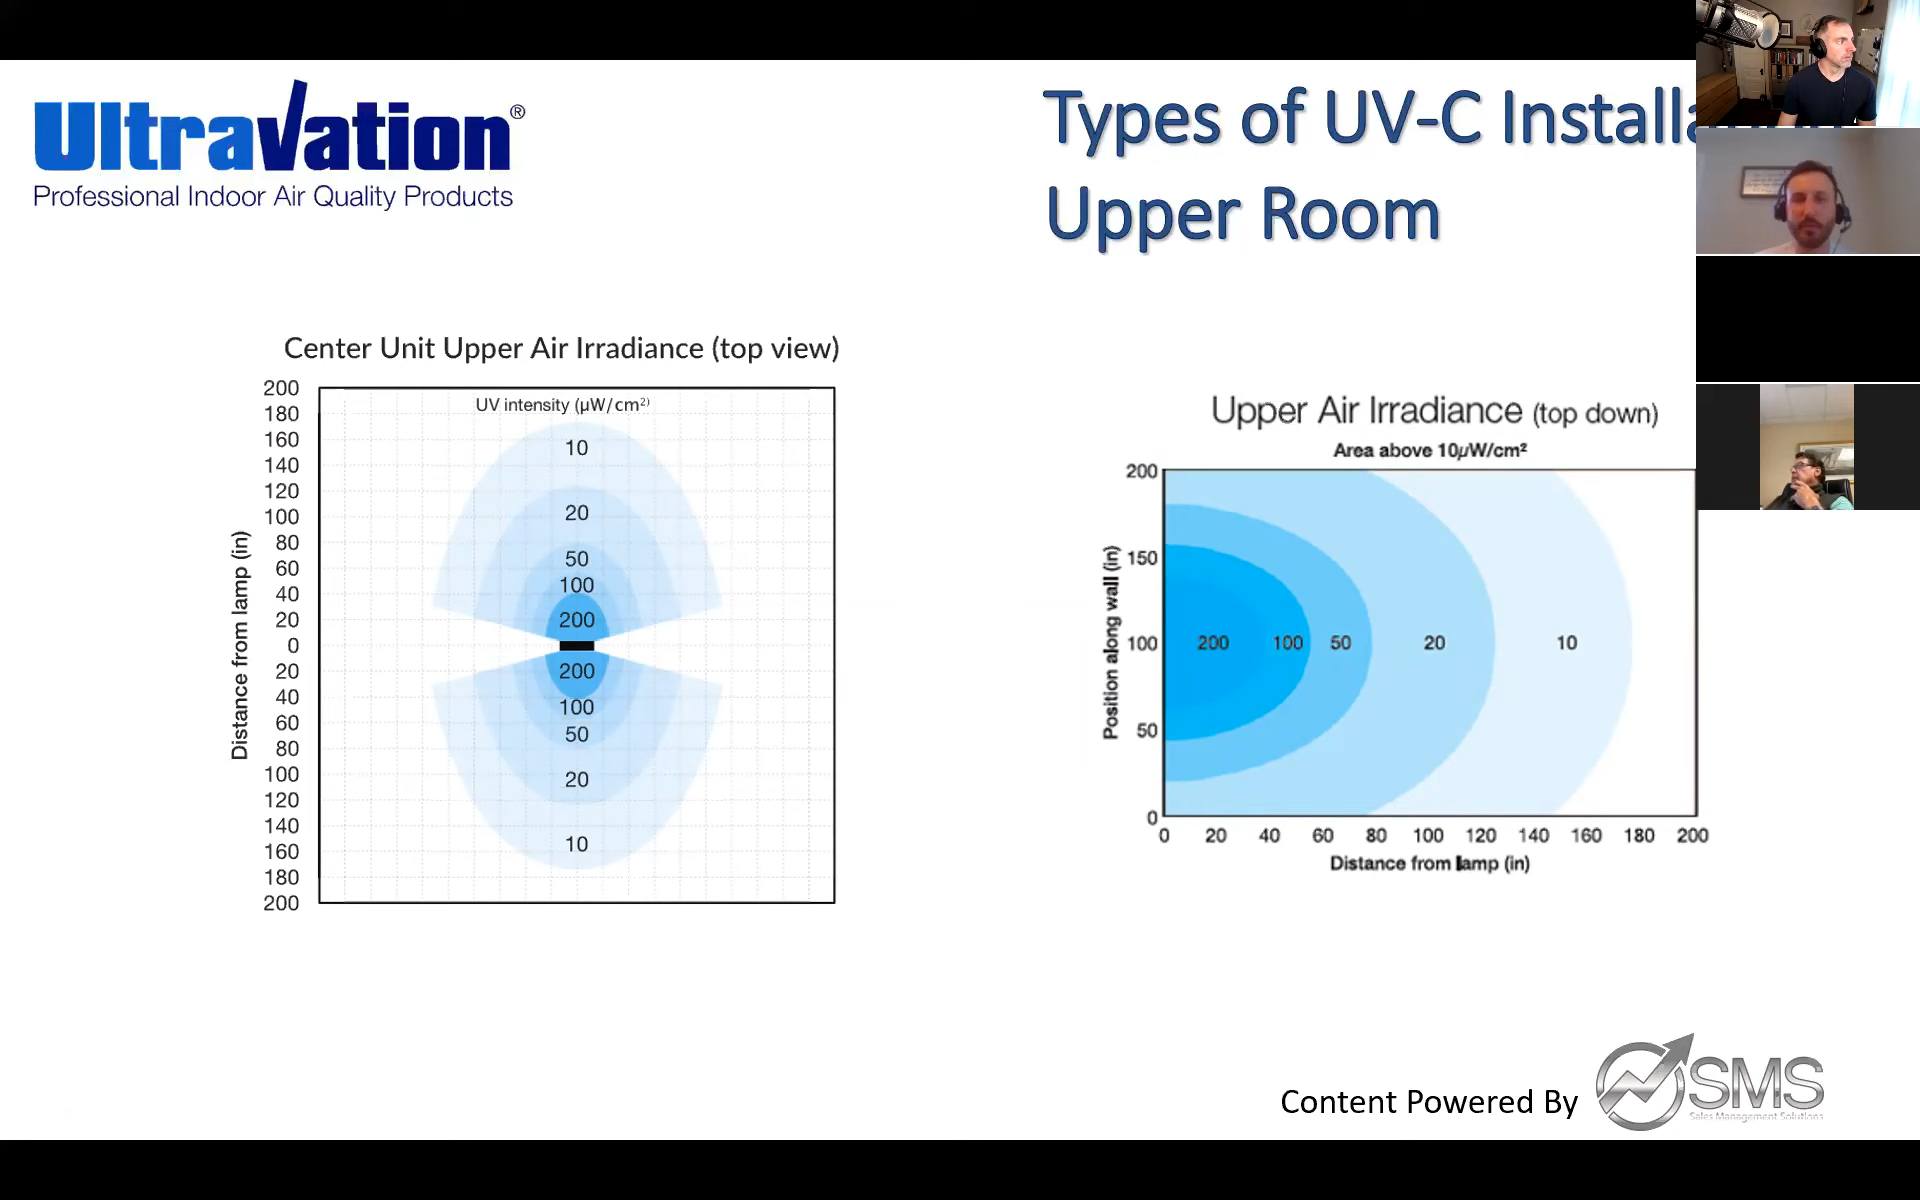 Ultravation®
Professional Indoor Air Quality Products
Types of UV-C Installa
Upper Room
Center Unit Upper Air Irradiance (top view)
UV intensity (µW/cm²)
200
180
160
140
120
100
80
60
40
20
0
20
40
60
80
100
120
140
160
180
200
Distance from lamp (in)
10
20
50
100
200
200
100
50
20
10
Upper Air Irradiance (top down)
Area above 10µW/cm²
200
150
100
50
0
Position along wall (in)
200 100 50 20 10
0 20 40 60 80 100 120 140 160 180 200
Distance from lamp (in)
Content Powered By
SMS
Sales Management Solutions